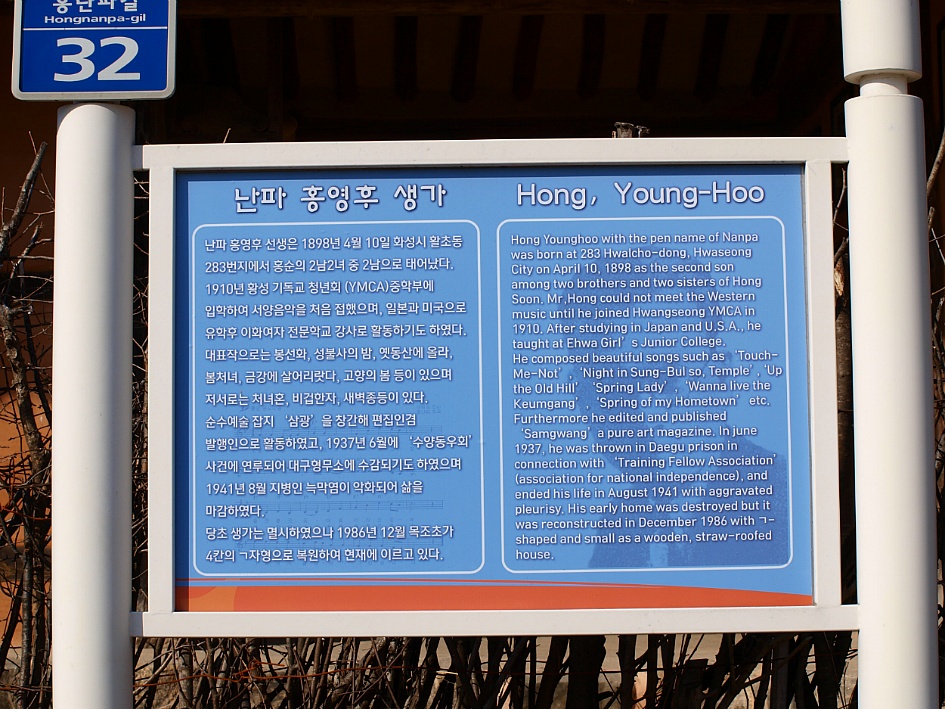 홍난파길
Hongnanpa-gil
32
난파 홍영후 생가
난파 홍영후 선생은 1898년 4월 10일 화성시 활초동
283번지에서 홍순의 2남2녀 중 2남으로 태어났다.
1910년 황성 기독교 청년회 (YMCA)중학부에
입학하여 서양음악을 처음 접했으며, 일본과 미국으로
유학후 이화여자 전문학교 강사로 활동하기도 하였다.
대표작으로는 봉선화, 성불사의 밤, 옛동산에 올라,
봄처녀, 금강에 살어리랏다, 고향의 봄 등이 있으며
저서로는 처녀혼, 비겁한자, 새벽종등이 있다.
순수예술 잡지 ‘삼광’을 창간해 편집인겸
발행인으로 활동하였고, 1937년 6월에 ‘수양동우회’
사건에 연루되어 대구형무소에 수감되기도 하였으며
1941년 8월 지병인 늑막염이 악화되어 삶을
마감하였다.
당초 생가는 멸시하였으나 1986년 12월 목조초가
4칸의 ㄱ자형으로 복원하여 현재에 이르고 있다.
Hong, Young-Hoo
Hong Younghoo with the pen name of Nanpa
was born at 283 Hwalcho-dong, Hwaseong
City on April 10, 1898 as the second son
among two brothers and two sisters of Hong
Soon. Mr.Hong could not meet the Western
music until he joined Hwangseong YMCA in
1910. After studying in Japan and U.S.A., he
taught at Ehwa Girl’s Junior College.
He composed beautiful songs such as ‘Touch-
Me-Not’, ‘Night in Sung-Bul so, Temple’, ‘Up
the Old Hill’ ‘Spring Lady’, ‘Wanna live the
Keumgang’, ‘Spring of my Hometown’ etc.
Furthermore he edited and published
‘Samgwang’ a pure art magazine. In june
1937, he was thrown in Daegu prison in
connection with ‘Training Fellow Association’
(association for national independence), and
ended his life in August 1941 with aggravated
pleurisy. His early home was destroyed but it
was reconstructed in December 1986 with ㄱ-
shaped and small as a wooden, straw-roofed
house.